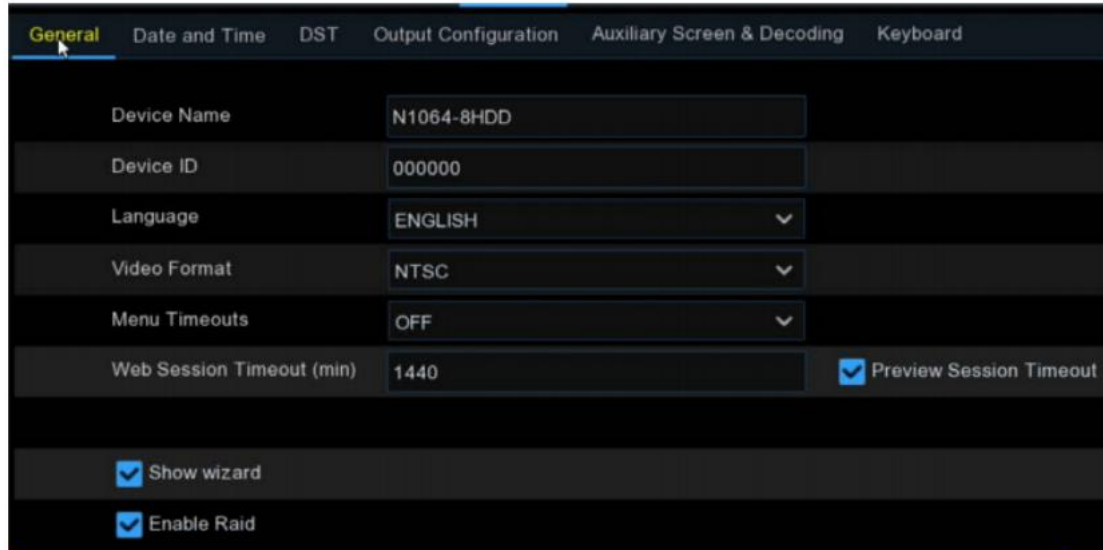 General Date and Time DST Output Configuration Auxiliary Screen & Decoding Keyboard
Device Name N1064-8HDD
Device ID 000000
Language ENGLISH
Video Format NTSC
Menu Timeouts OFF
Web Session Timeout (min) 1440 Preview Session Timeout
Show wizard
Enable Raid